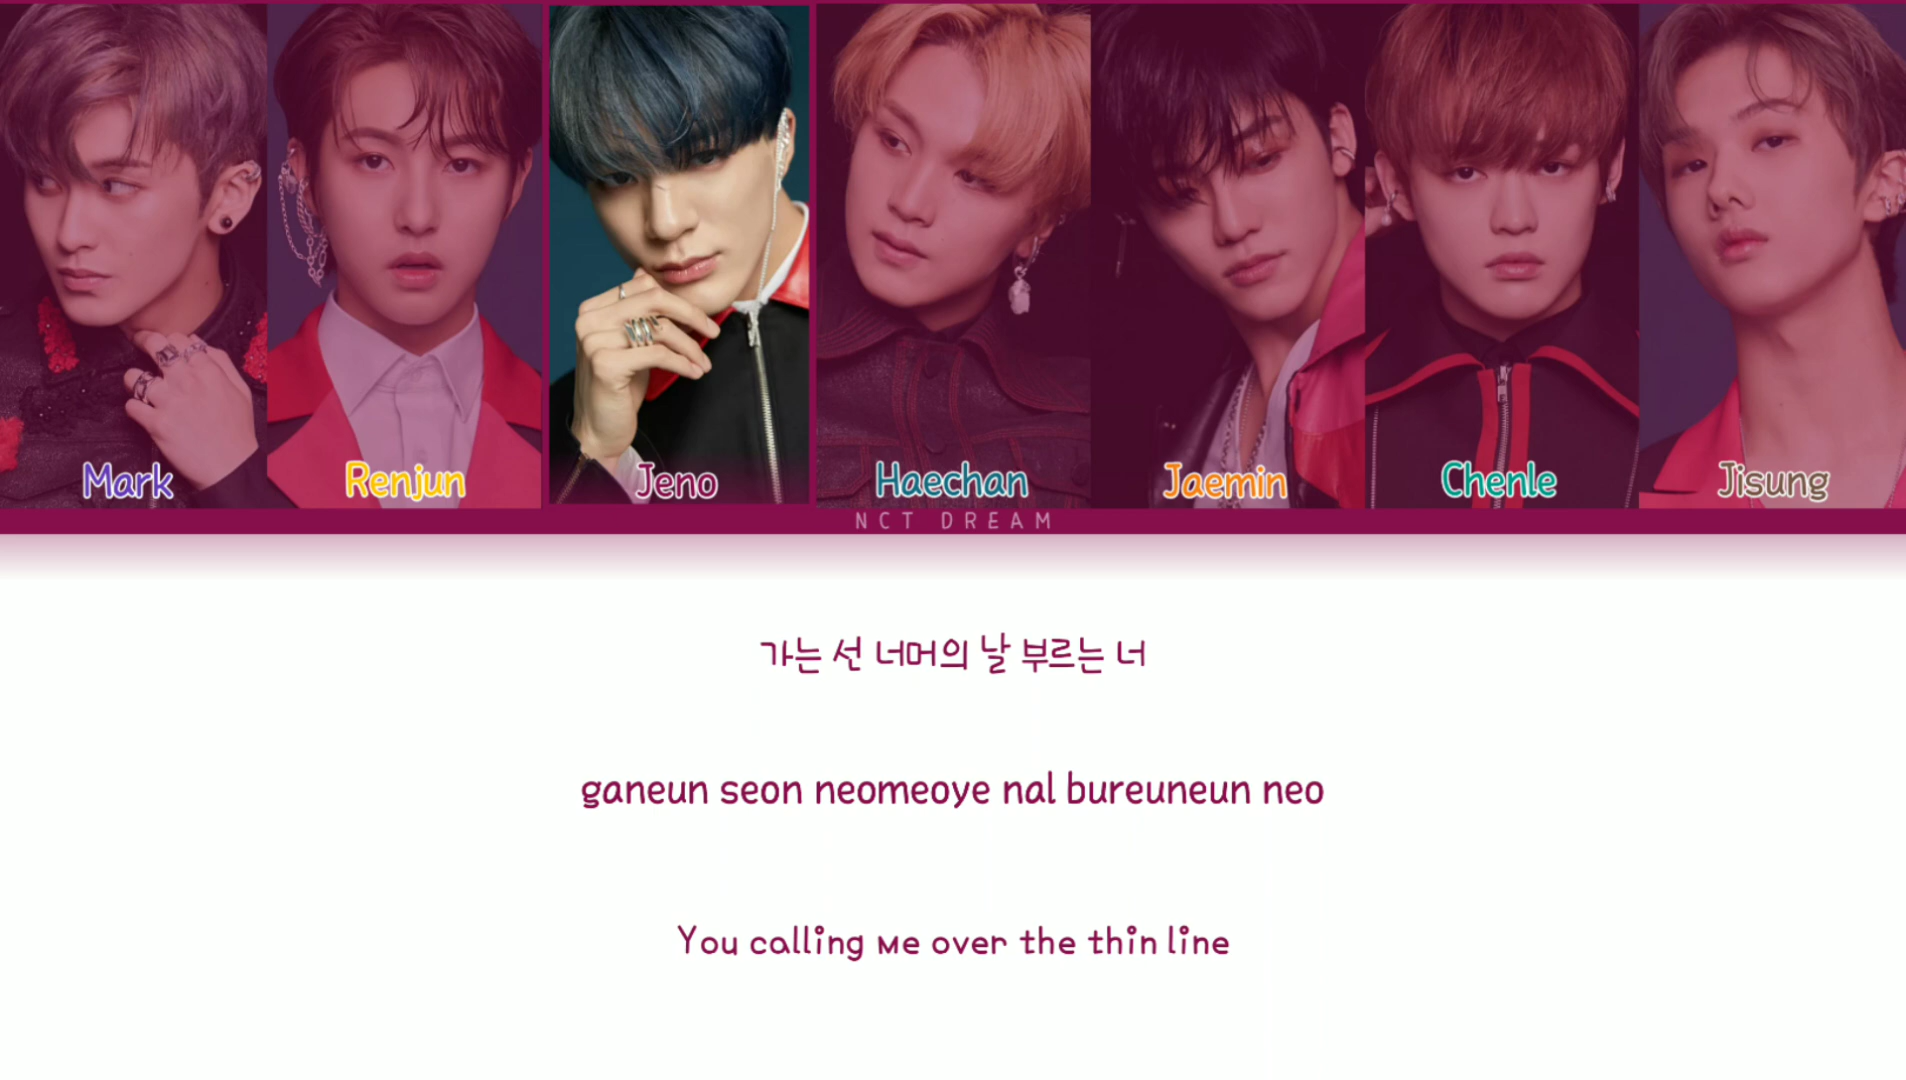 Mark Renjun Jeno Haechan Jaemin Chenle Jisung
NCT DREAM
가는 선 너머의 날 부르는 너
ganeun seon neomeoye nal bureuneun neo
You calling me over the thin line